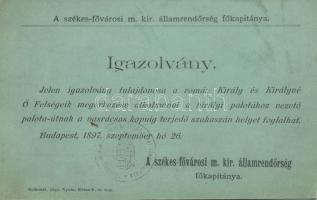 A székes-fővárosi m. kir. államrendőrség főkapitánya.
Igazolvány.
Jelen igazolvány tulajdonosa a román Király és Királyné
Ő Felségeik megérkezése alkalmával a királyi palotához vezető
palota-útnak a vasrácsos kapuig terjedő szakaszán helyet foglalhat.
Budapest, 1897. szeptember hó 26.
A székes-fővárosi m. kir. államrendőrség
főkapitánya.